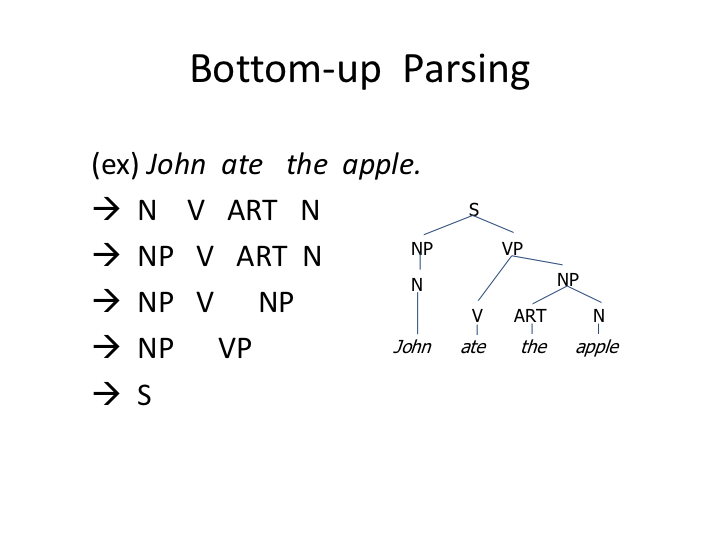 Bottom-up Parsing
(ex) John ate the apple.
→ N V ART N
→ NP V ART N
→ NP V NP
→ NP VP
→ S
S
NP VP
N NP
V ART N
John ate the apple